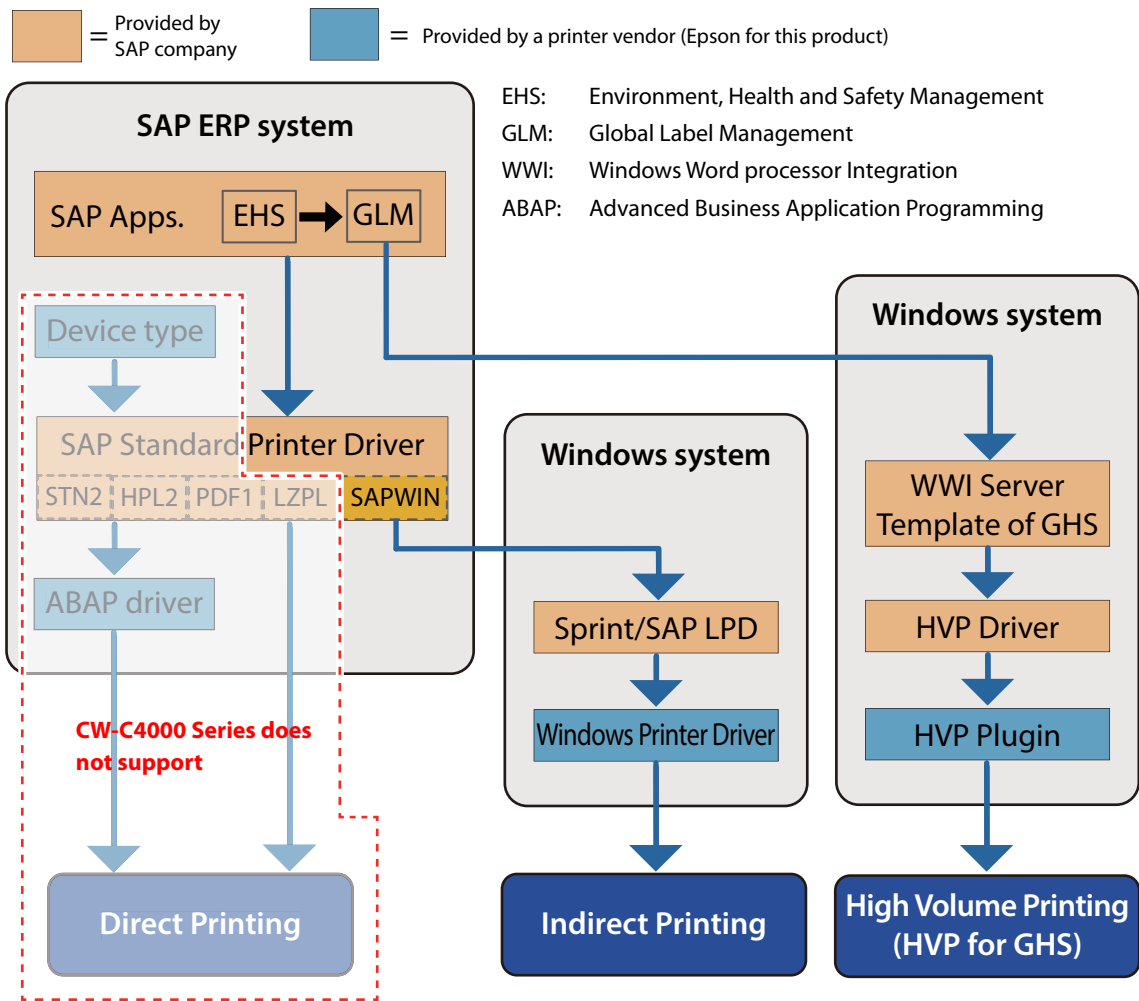 = Provided by
SAP company
= Provided by a printer vendor (Epson for this product)
EHS: Environment, Health and Safety Management
GLM: Global Label Management
WWI: Windows Word processor Integration
ABAP: Advanced Business Application Programming
SAP ERP system
SAP Apps.
EHS
GLM
Device type
SAP Standard Printer Driver
STN2
HPL2
PDF1
LZPL
SAPWIN
ABAP driver
CW-C4000 Series does
not support
Direct Printing
Windows system
Sprint/SAP LPD
Windows Printer Driver
Indirect Printing
Windows system
WWI Server
Template of GHS
HVP Driver
HVP Plugin
High Volume Printing
(HVP for GHS)